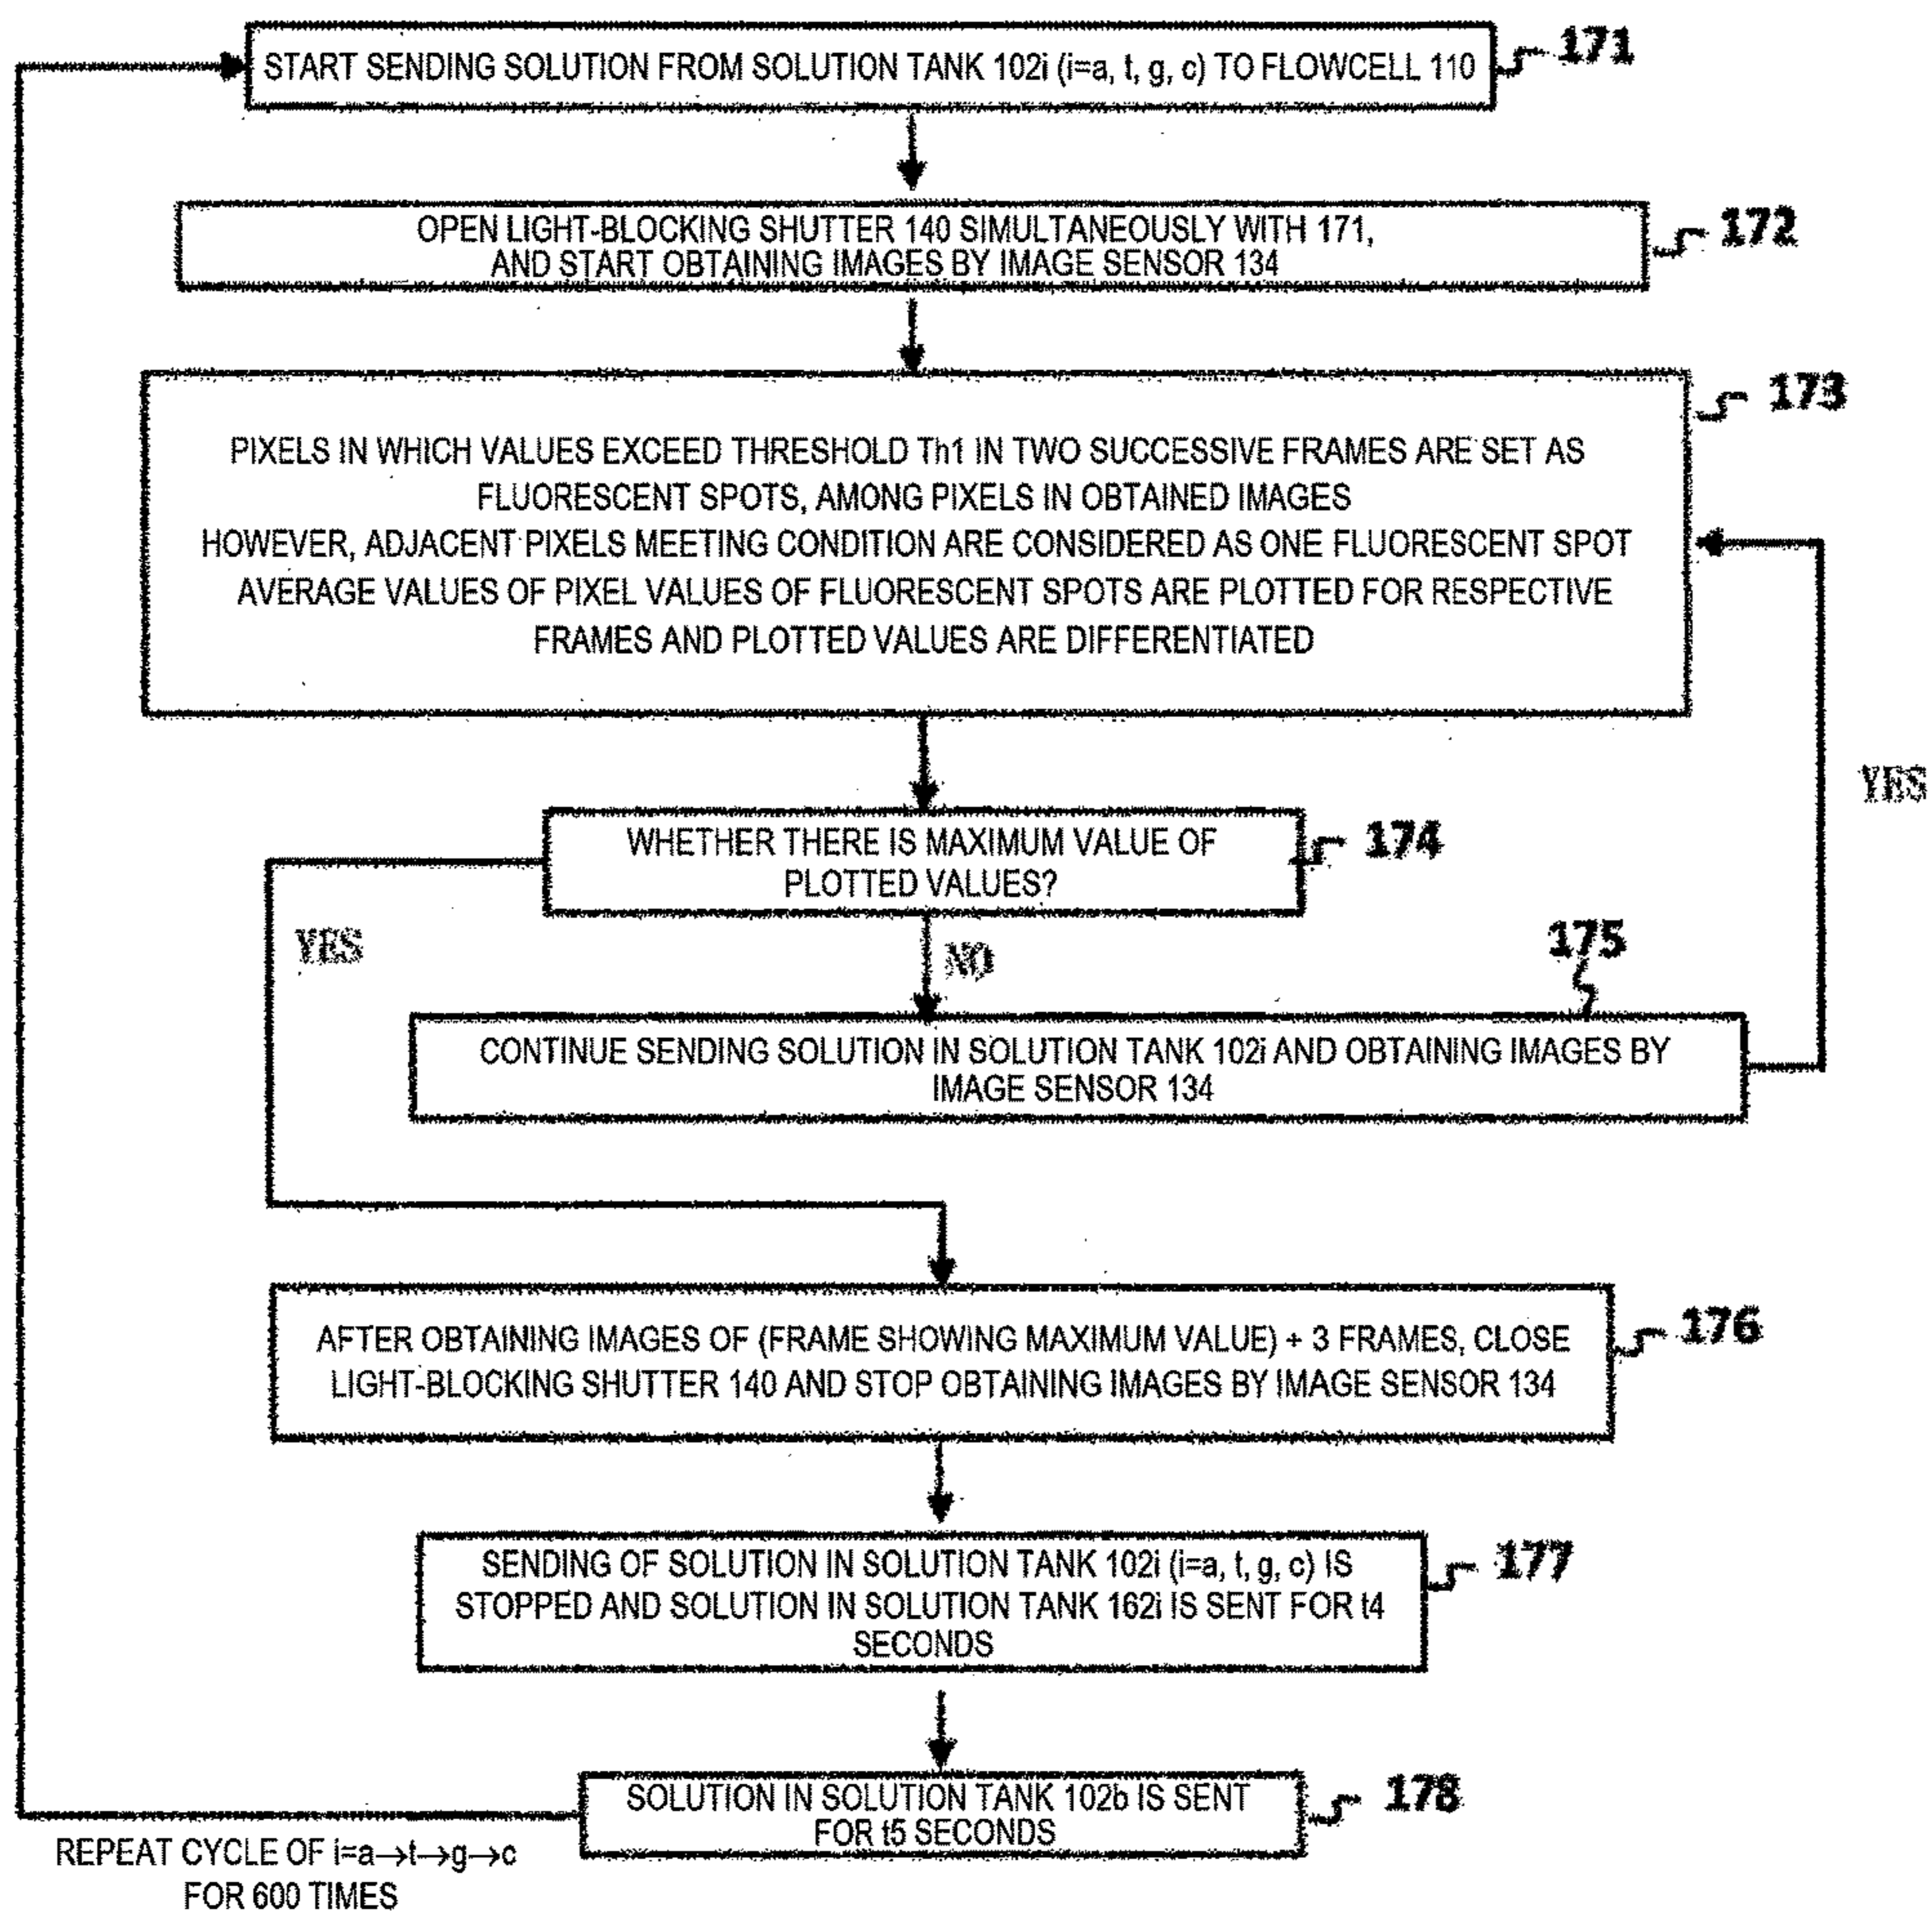 START SENDING SOLUTION FROM SOLUTION TANK 102i (i=a, t, g, c) TO FLOWCELL 110
171
OPEN LIGHT-BLOCKING SHUTTER 140 SIMULTANEOUSLY WITH 171,
AND START OBTAINING IMAGES BY IMAGE SENSOR 134
172
173
PIXELS IN WHICH VALUES EXCEED THRESHOLD Th1 IN TWO SUCCESSIVE FRAMES ARE SET AS
FLUORESCENT SPOTS, AMONG PIXELS IN OBTAINED IMAGES
HOWEVER, ADJACENT PIXELS MEETING CONDITION ARE CONSIDERED AS ONE FLUORESCENT SPOT
AVERAGE VALUES OF PIXEL VALUES OF FLUORESCENT SPOTS ARE PLOTTED FOR RESPECTIVE
FRAMES AND PLOTTED VALUES ARE DIFFERENTIATED
YES
WHETHER THERE IS MAXIMUM VALUE OF
PLOTTED VALUES?
174
YES
NO
175
CONTINUE SENDING SOLUTION IN SOLUTION TANK 102i AND OBTAINING IMAGES BY
IMAGE SENSOR 134
AFTER OBTAINING IMAGES OF (FRAME SHOWING MAXIMUM VALUE) + 3 FRAMES, CLOSE
LIGHT-BLOCKING SHUTTER 140 AND STOP OBTAINING IMAGES BY IMAGE SENSOR 134
176
SENDING OF SOLUTION IN SOLUTION TANK 102i (i=a, t, g, c) IS
STOPPED AND SOLUTION IN SOLUTION TANK 162i IS SENT FOR t4
SECONDS
177
SOLUTION IN SOLUTION TANK 102b IS SENT
FOR t5 SECONDS
178
REPEAT CYCLE OF i=a→t→g→c
FOR 600 TIMES